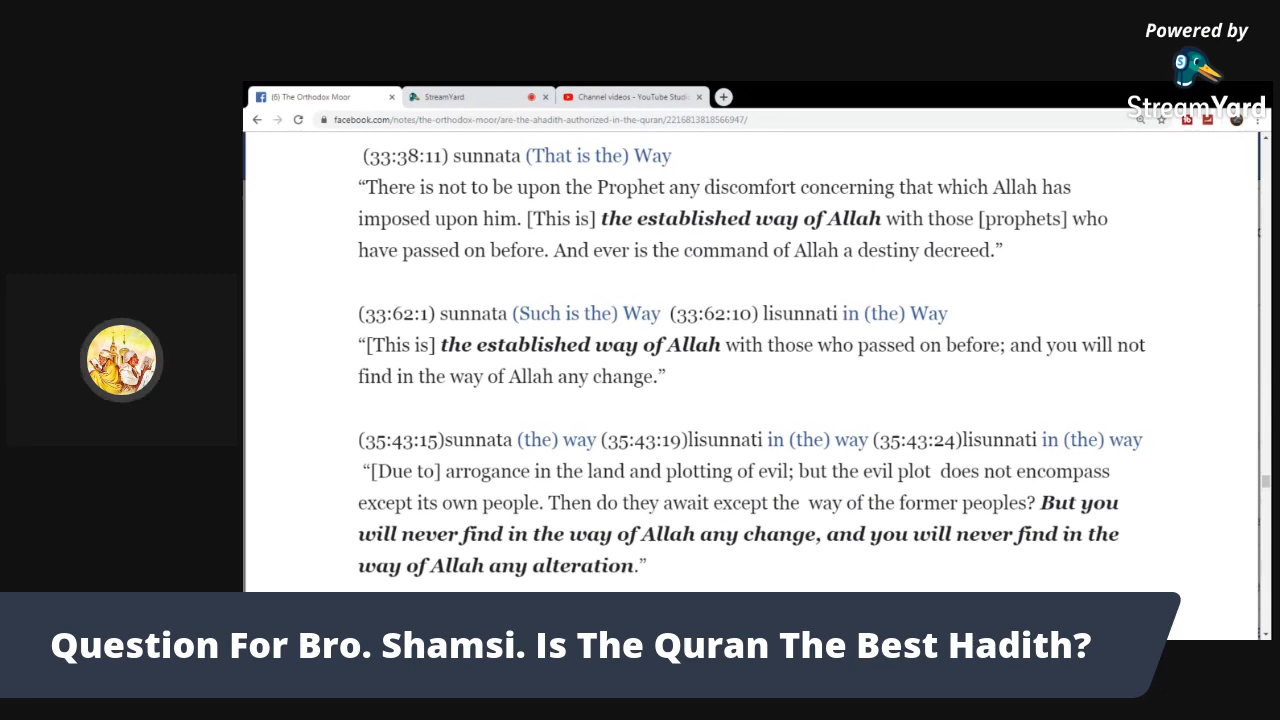 Powered by
StreamYard
(6) The Orthodox Moor
StreamYard
Channel videos - YouTube Studi
facebook.com/notes/the-orthodox-moor/are-the-ahadith-authorized-in-the-quran/2216813818566947/
(33:38:11) sunnata (That is the) Way
“There is not to be upon the Prophet any discomfort concerning that which Allah has
imposed upon him. [This is] the established way of Allah with those [prophets] who
have passed on before. And ever is the command of Allah a destiny decreed.”
(33:62:1) sunnata (Such is the) Way (33:62:10) lisunnati in (the) Way
“[This is] the established way of Allah with those who passed on before; and you will not
find in the way of Allah any change.”
(35:43:15)sunnata (the) way (35:43:19)lisunnati in (the) way (35:43:24)lisunnati in (the) way
“[Due to] arrogance in the land and plotting of evil; but the evil plot does not encompass
except its own people. Then do they await except the way of the former peoples? But you
will never find in the way of Allah any change, and you will never find in the
way of Allah any alteration.”
Question For Bro. Shamsi. Is The Quran The Best Hadith?